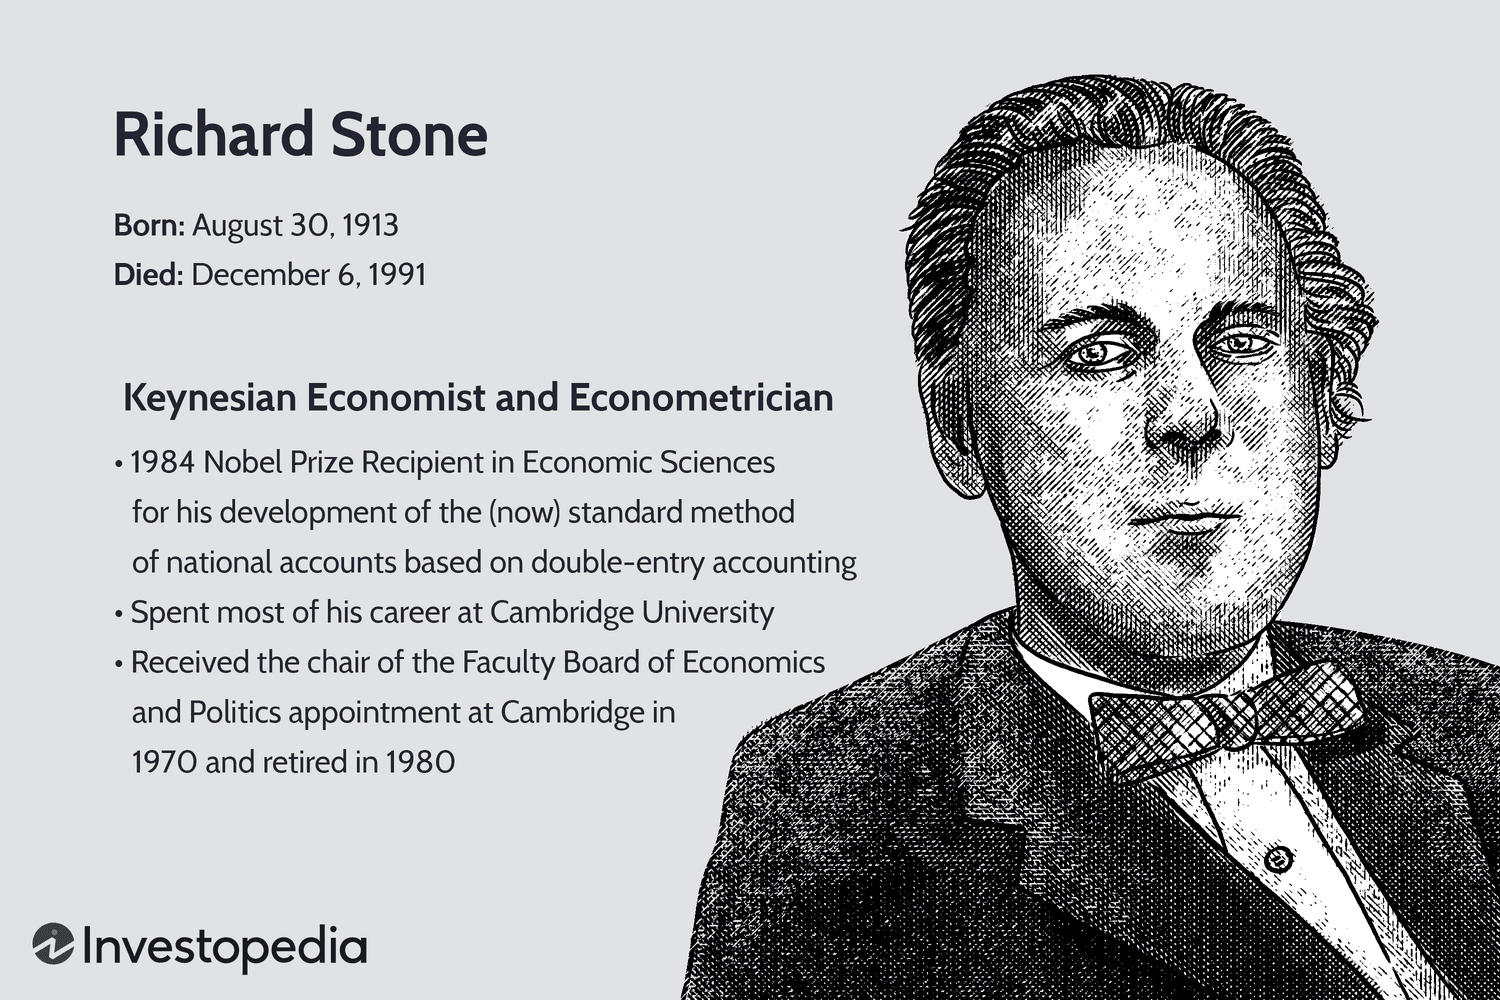 Richard Stone
Born: August 30, 1913
Died: December 6, 1991
Keynesian Economist and Econometrician
• 1984 Nobel Prize Recipient in Economic Sciences
for his development of the (now) standard method
of national accounts based on double-entry accounting
• Spent most of his career at Cambridge University
• Received the chair of the Faculty Board of Economics
and Politics appointment at Cambridge in
1970 and retired in 1980
Investopedia